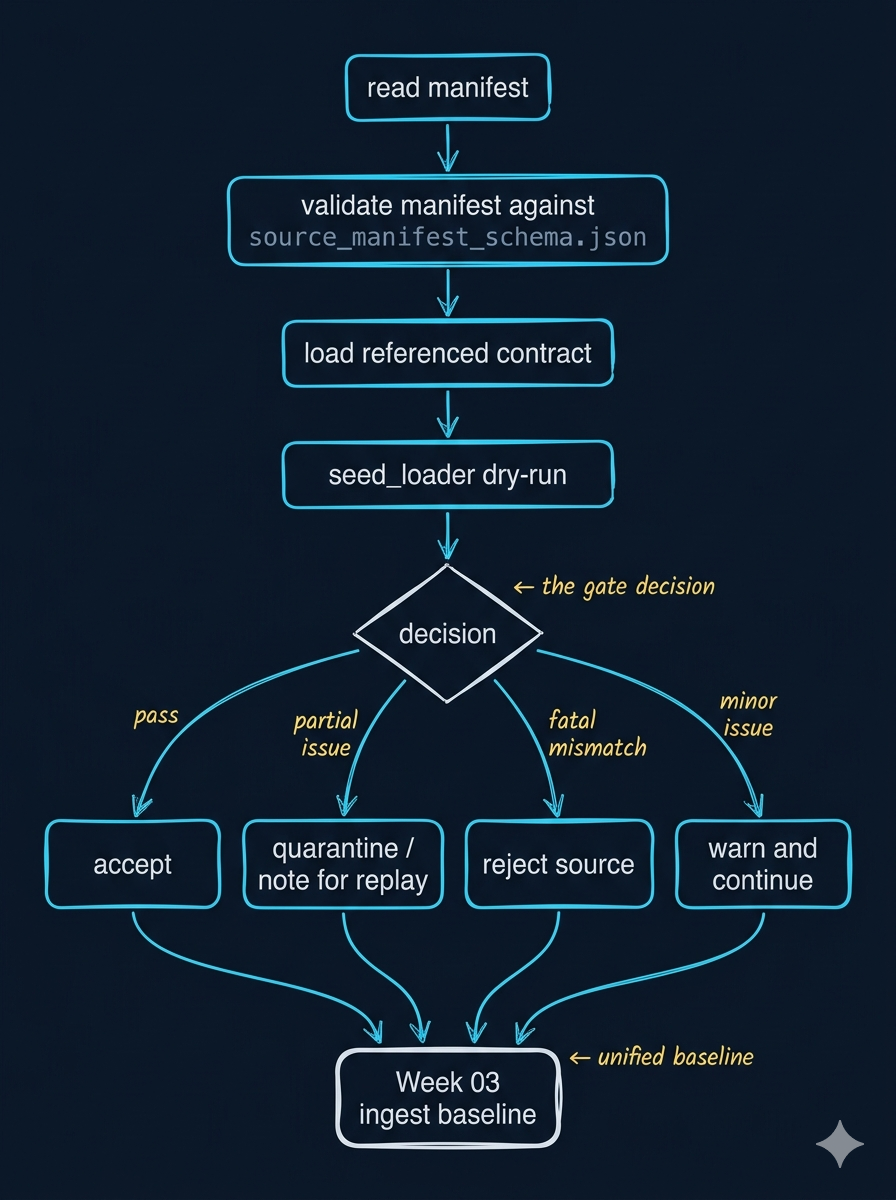 read manifest
validate manifest against
source_manifest_schema.json
load referenced contract
seed_loader dry-run
← the gate decision
decision
pass
partial
issue
fatal
mismatch
minor
issue
accept
quarantine /
note for replay
reject source
warn and
continue
← unified baseline
Week 03
ingest baseline